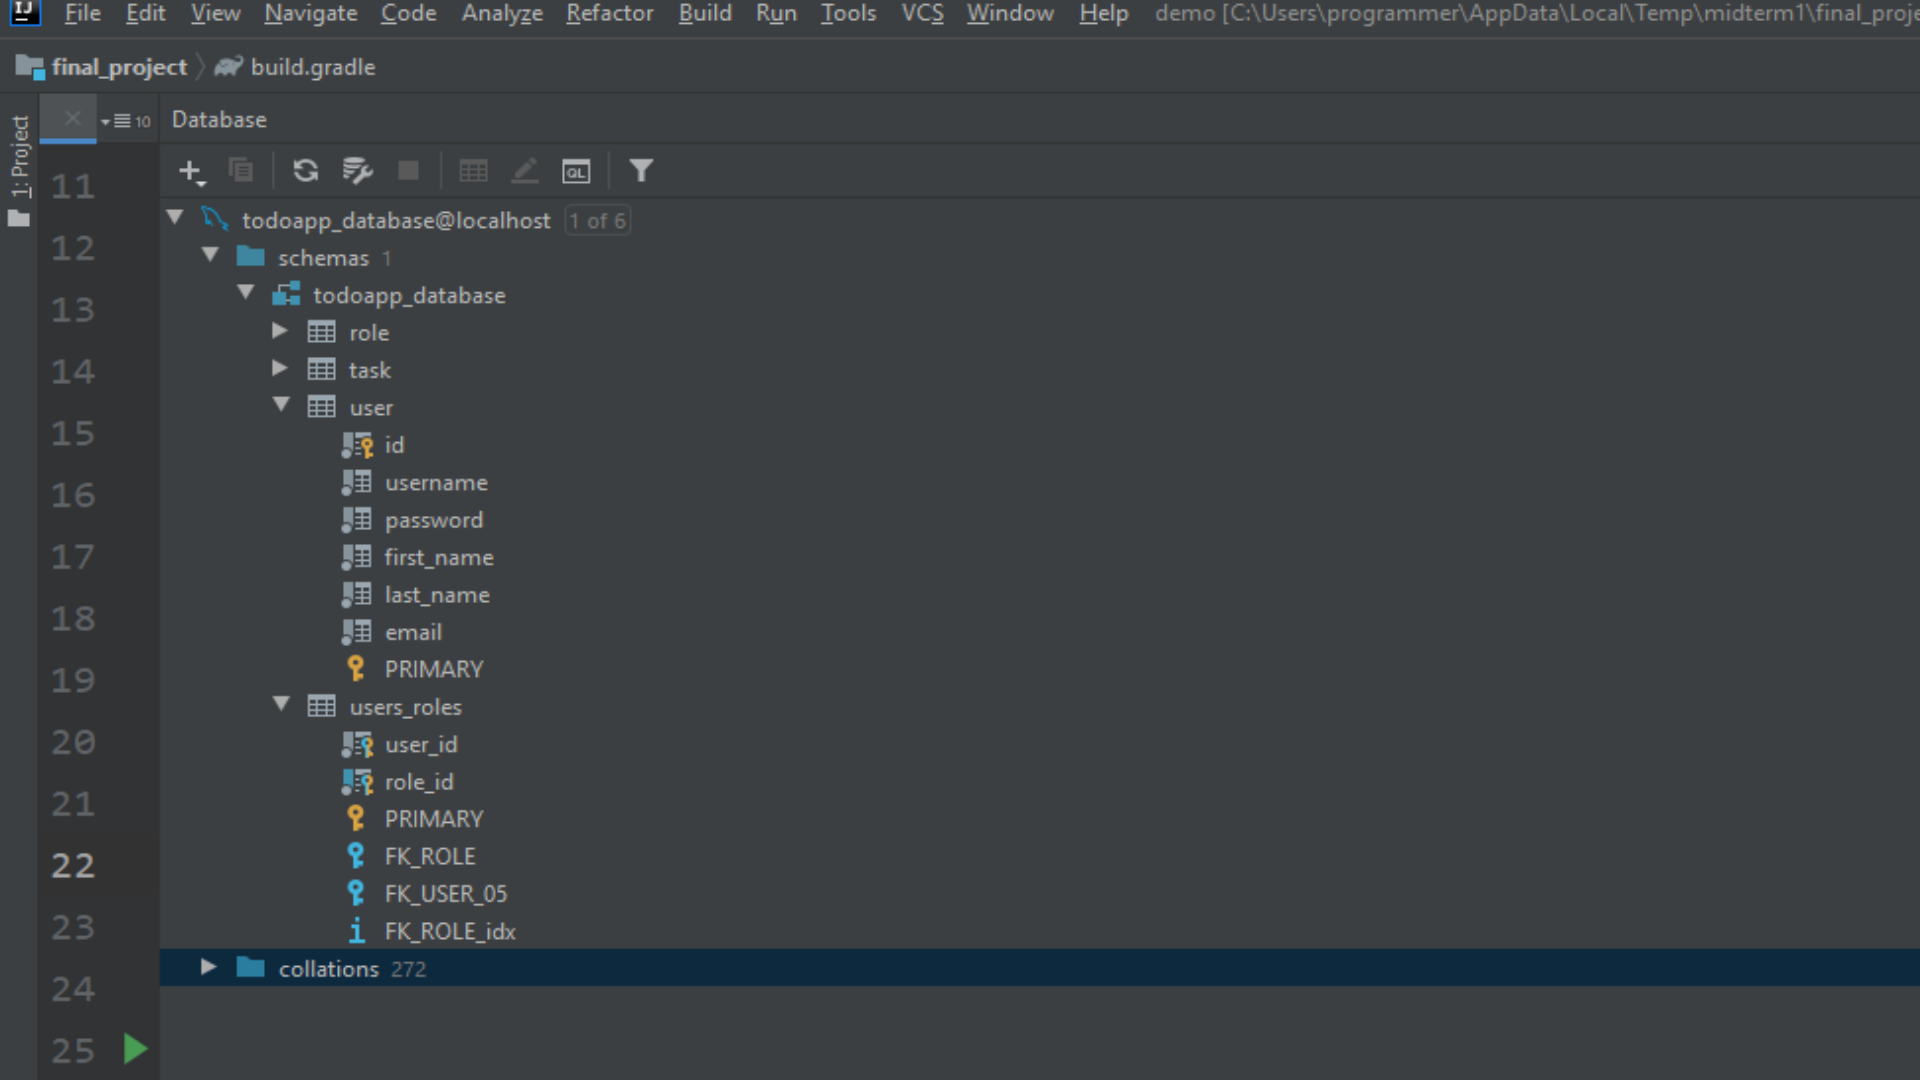 IJ File Edit View Navigate Code Analyze Refactor Build Run Tools VCS Window Help demo [C:\Users\programmer\AppData\Local\Temp\midterm1\final_proje
final_project build.gradle
1: Project
10 Database
QL
11
12
13
14
15
16
17
18
19
20
21
22
23
24
25
todoapp_database@localhost 1 of 6
schemas 1
todoapp_database
role
task
user
id
username
password
first_name
last_name
email
PRIMARY
users_roles
user_id
role_id
PRIMARY
FK_ROLE
FK_USER_05
FK_ROLE_idx
collations 272